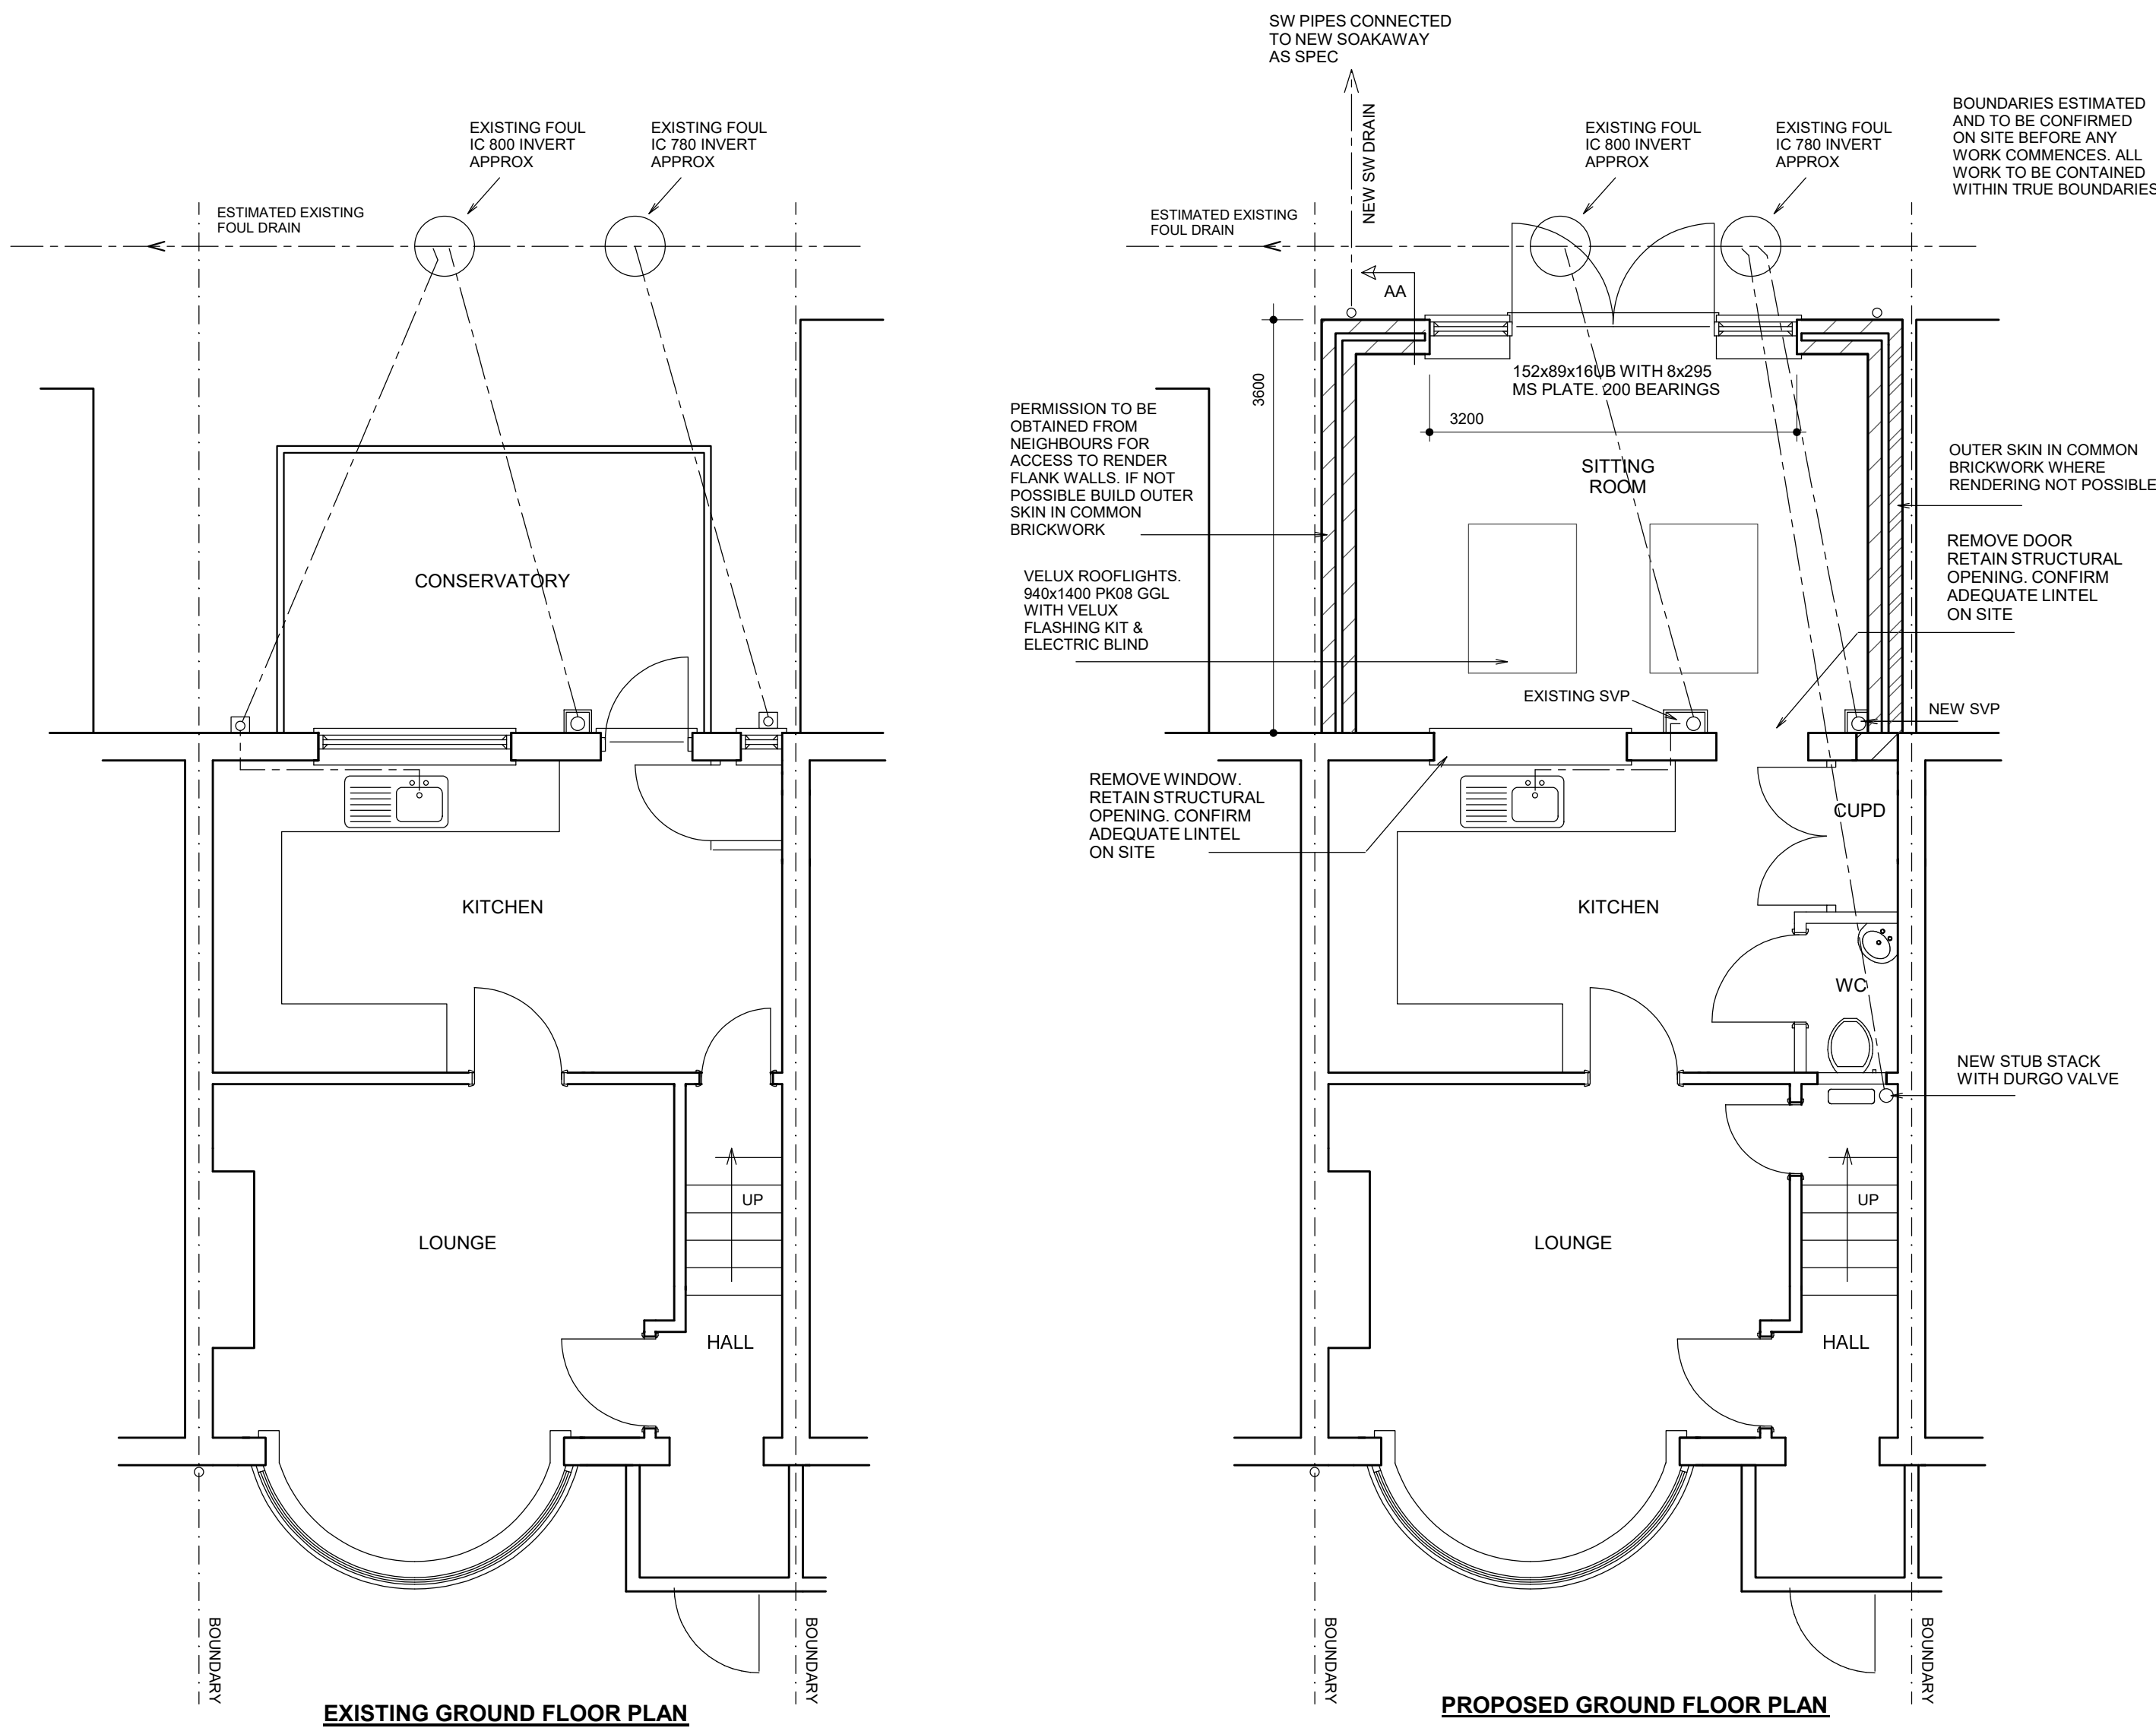 EXISTING FOUL
IC 800 INVERT
APPROX
EXISTING FOUL
IC 780 INVERT
APPROX
ESTIMATED EXISTING
FOUL DRAIN
CONSERVATORY
KITCHEN
LOUNGE
UP
HALL
BOUNDARY
BOUNDARY
EXISTING GROUND FLOOR PLAN
SW PIPES CONNECTED
TO NEW SOAKAWAY
AS SPEC
NEW SW DRAIN
EXISTING FOUL
IC 800 INVERT
APPROX
EXISTING FOUL
IC 780 INVERT
APPROX
BOUNDARIES ESTIMATED
AND TO BE CONFIRMED
ON SITE BEFORE ANY
WORK COMMENCES. ALL
WORK TO BE CONTAINED
WITHIN TRUE BOUNDARIES
ESTIMATED EXISTING
FOUL DRAIN
AA
3600
152x89x16UB WITH 8x295
MS PLATE. 200 BEARINGS
3200
PERMISSION TO BE
OBTAINED FROM
NEIGHBOURS FOR
ACCESS TO RENDER
FLANK WALLS. IF NOT
POSSIBLE BUILD OUTER
SKIN IN COMMON
BRICKWORK
SITTING
ROOM
OUTER SKIN IN COMMON
BRICKWORK WHERE
RENDERING NOT POSSIBLE
REMOVE DOOR
RETAIN STRUCTURAL
OPENING. CONFIRM
ADEQUATE LINTEL
ON SITE
VELUX ROOFLIGHTS.
940x1400 PK08 GGL
WITH VELUX
FLASHING KIT &
ELECTRIC BLIND
EXISTING SVP
NEW SVP
REMOVE WINDOW.
RETAIN STRUCTURAL
OPENING. CONFIRM
ADEQUATE LINTEL
ON SITE
CUPD
KITCHEN
WC
NEW STUB STACK
WITH DURGO VALVE
UP
LOUNGE
HALL
BOUNDARY
BOUNDARY
PROPOSED GROUND FLOOR PLAN